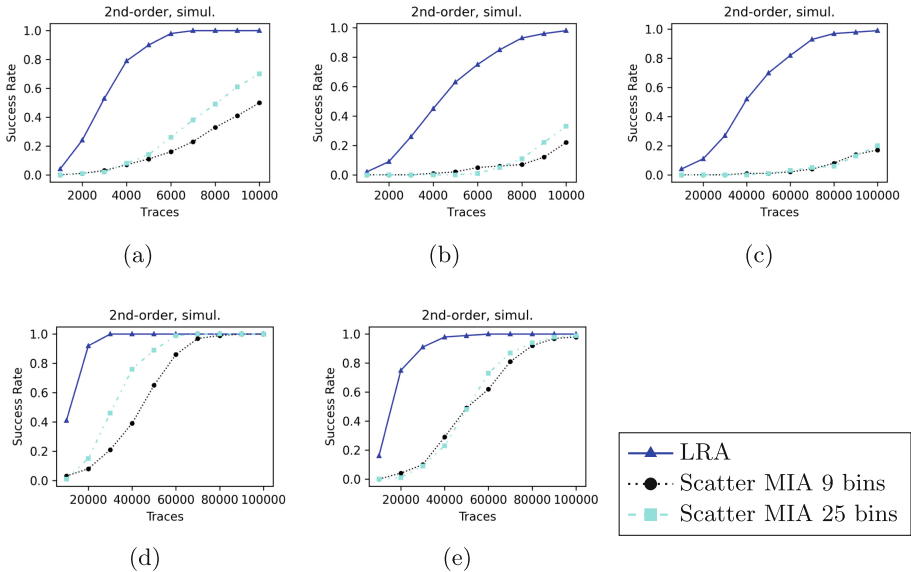 2nd-order, simul.
1.0
0.8
0.6
0.4
0.2
0.0
Success Rate
2000 4000 6000 8000 10000
Traces
(a)
2nd-order, simul.
1.0
0.8
0.6
0.4
0.2
0.0
Success Rate
2000 4000 6000 8000 10000
Traces
(b)
2nd-order, simul.
1.0
0.8
0.6
0.4
0.2
0.0
Success Rate
20000 40000 60000 80000 100000
Traces
(c)
2nd-order, simul.
1.0
0.8
0.6
0.4
0.2
0.0
Success Rate
20000 40000 60000 80000 100000
Traces
(d)
2nd-order, simul.
1.0
0.8
0.6
0.4
0.2
0.0
Success Rate
20000 40000 60000 80000 100000
Traces
(e)
LRA
Scatter MIA 9 bins
Scatter MIA 25 bins